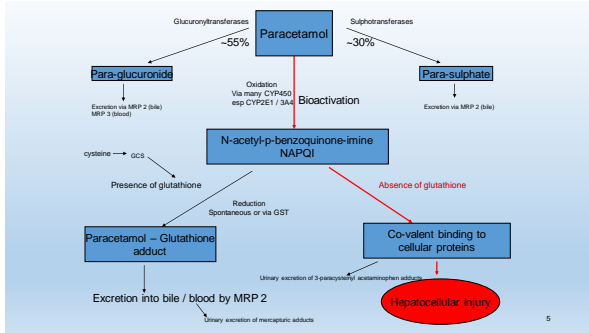 Glucuronyltransferases
Paracetamol
Sulphotransferases
~55%
~30%
Para-glucuronide
Para-sulphate
Oxidation
Via many CYP450
esp CYP2E1 / 3A4
Bioactivation
Excretion via MRP 2 (bile)
MRP 3 (blood)
Excretion via MRP 2 (bile)
N-acetyl-p-benzoquinone-imine
NAPQI
cysteine
GCS
Presence of glutathione
Absence of glutathione
Reduction
Spontaneous or via GST
Paracetamol – Glutathione
adduct
Co-valent binding to
cellular proteins
Urinary excretion of 3-paracysteinyl acetaminophen adducts
Excretion into bile / blood by MRP 2
Hepatocellular injury
Urinary excretion of mercapturic adducts
5